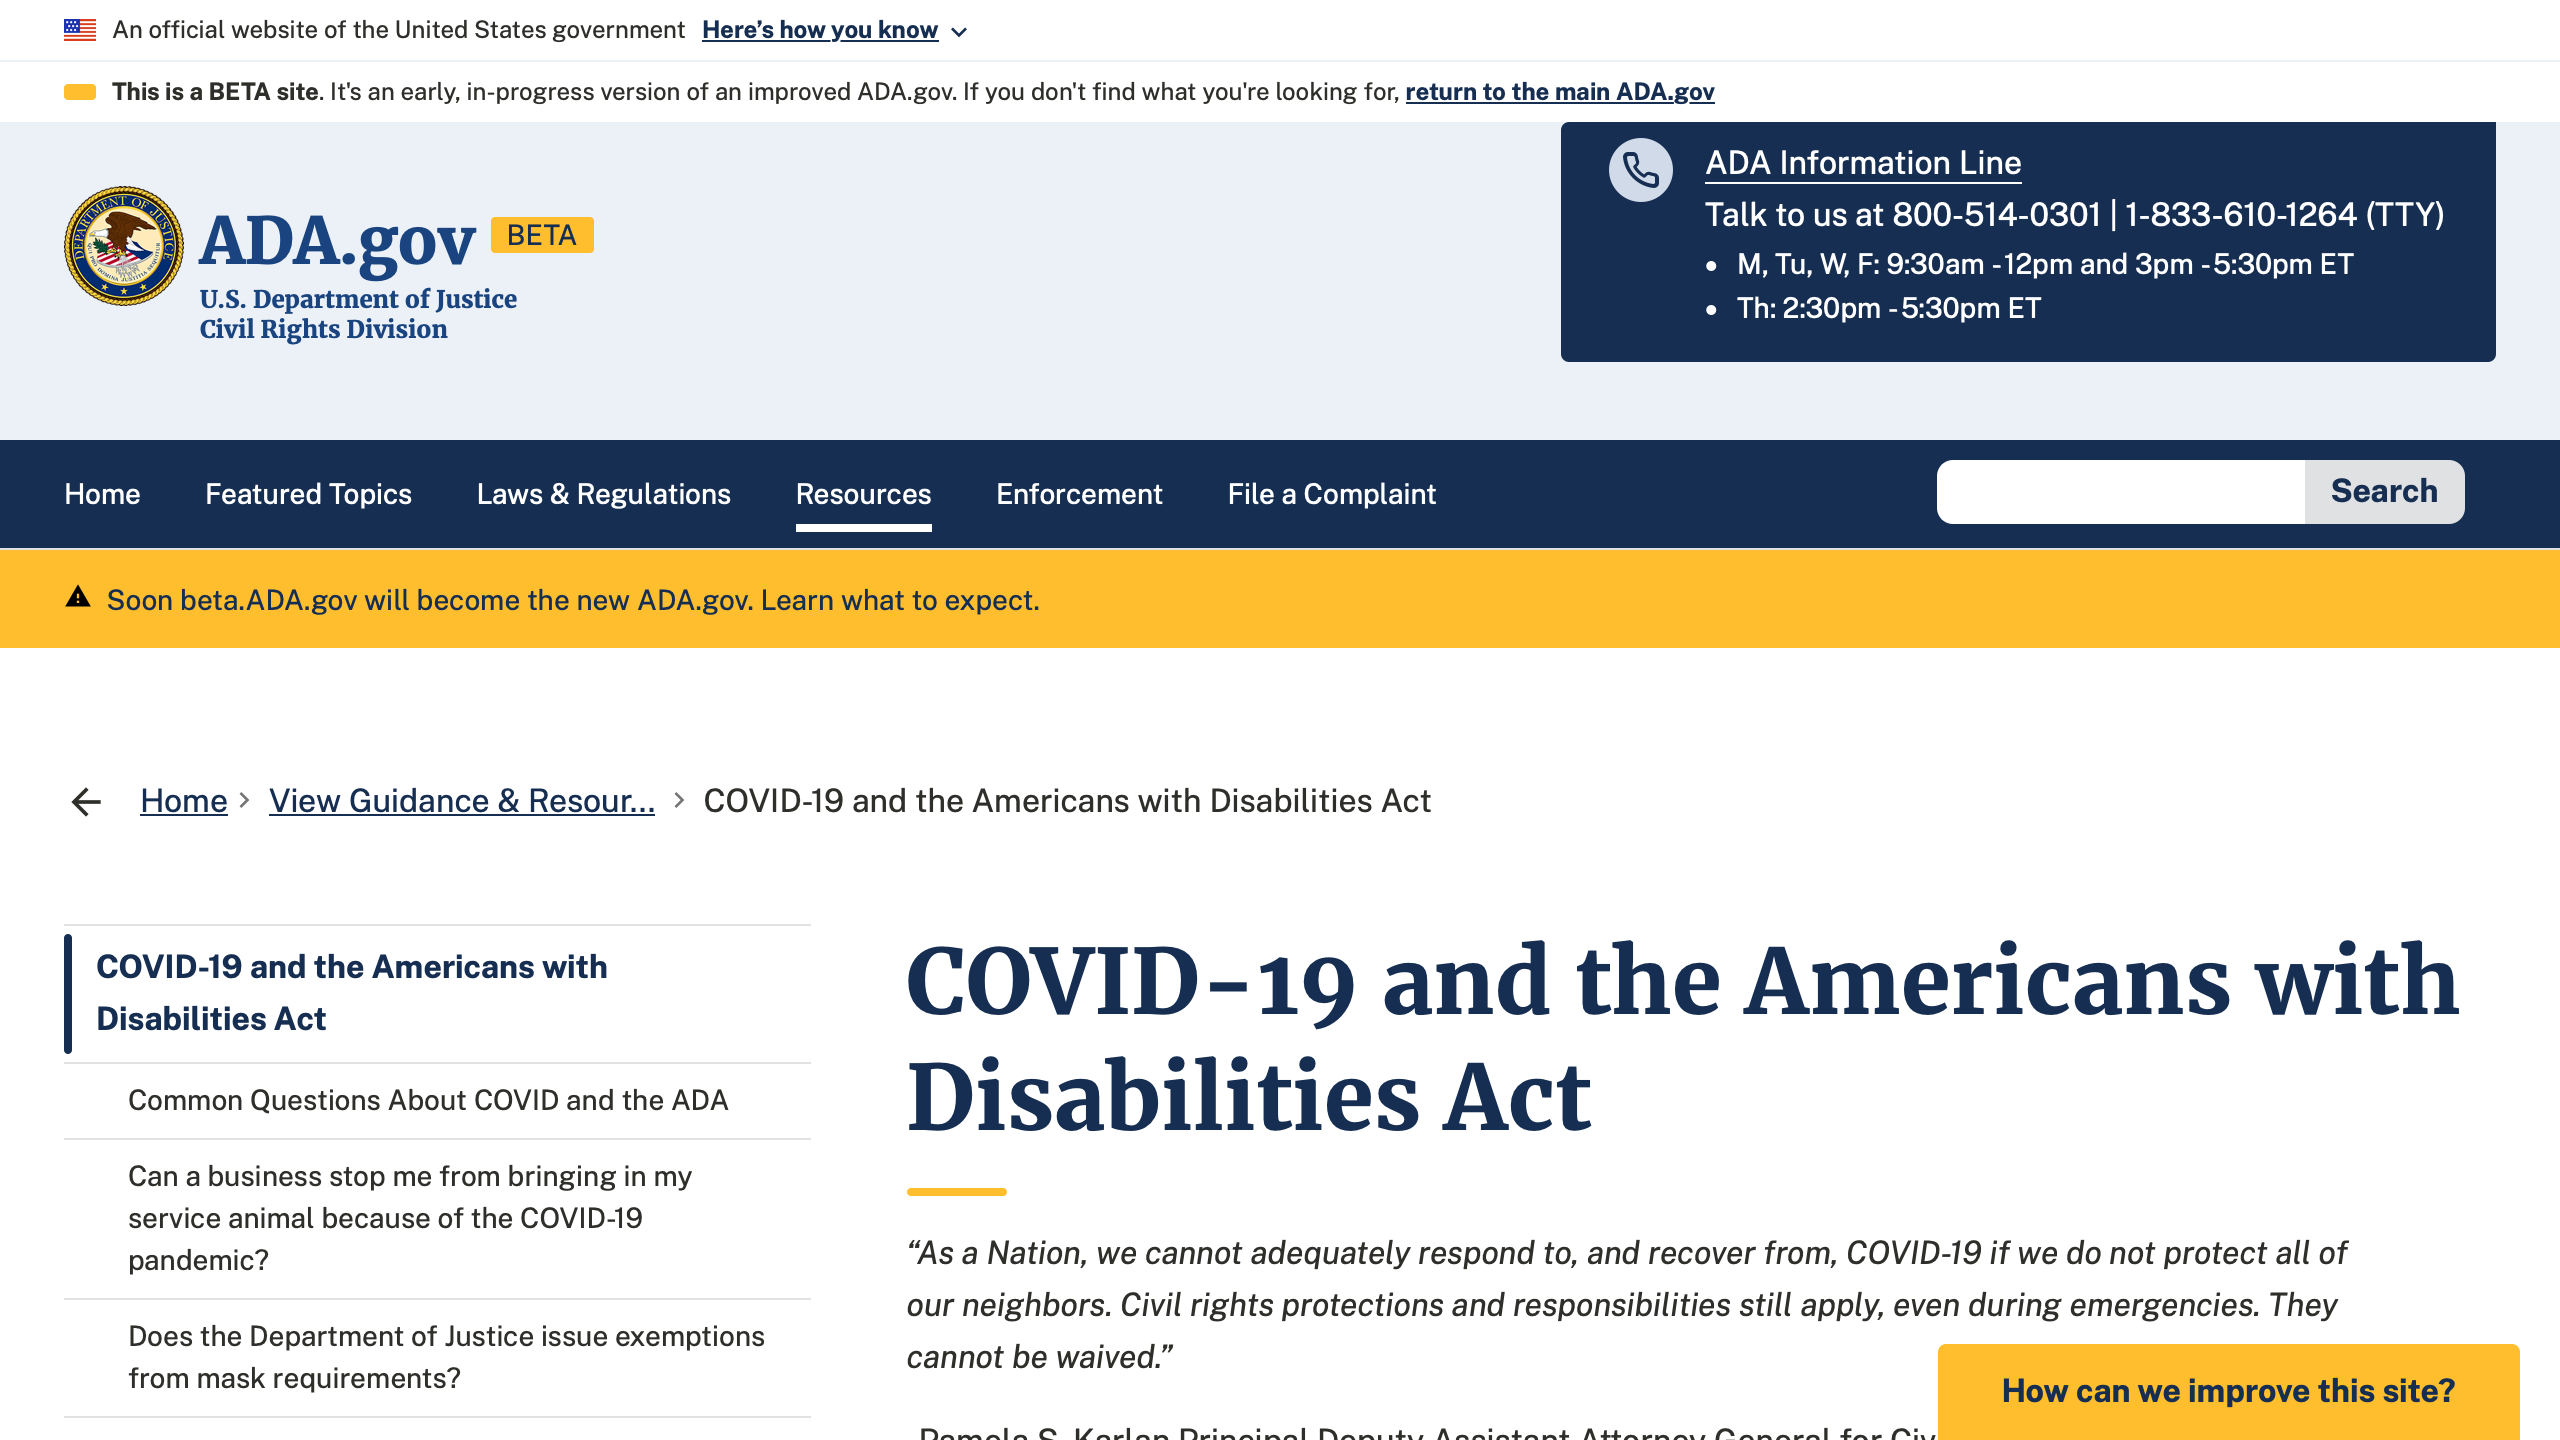 An official website of the United States government Here’s how you know
This is a BETA site. It's an early, in-progress version of an improved ADA.gov. If you don't find what you're looking for, return to the main ADA.gov
ADA.gov BETA
U.S. Department of Justice
Civil Rights Division
ADA Information Line
Talk to us at 800-514-0301 | 1-833-610-1264 (TTY)
• M, Tu, W, F: 9:30am - 12pm and 3pm - 5:30pm ET
• Th: 2:30pm - 5:30pm ET
Home Featured Topics Laws & Regulations Resources Enforcement File a Complaint Search
Soon beta.ADA.gov will become the new ADA.gov. Learn what to expect.
Home > View Guidance & Resour... > COVID-19 and the Americans with Disabilities Act
COVID-19 and the Americans with
Disabilities Act
Common Questions About COVID and the ADA
Can a business stop me from bringing in my
service animal because of the COVID-19
pandemic?
Does the Department of Justice issue exemptions
from mask requirements?
COVID-19 and the Americans with
Disabilities Act
“As a Nation, we cannot adequately respond to, and recover from, COVID-19 if we do not protect all of
our neighbors. Civil rights protections and responsibilities still apply, even during emergencies. They
cannot be waived.”
Pamela S. Karlan Principal Deputy Assistant Attorney General for Civ
How can we improve this site?